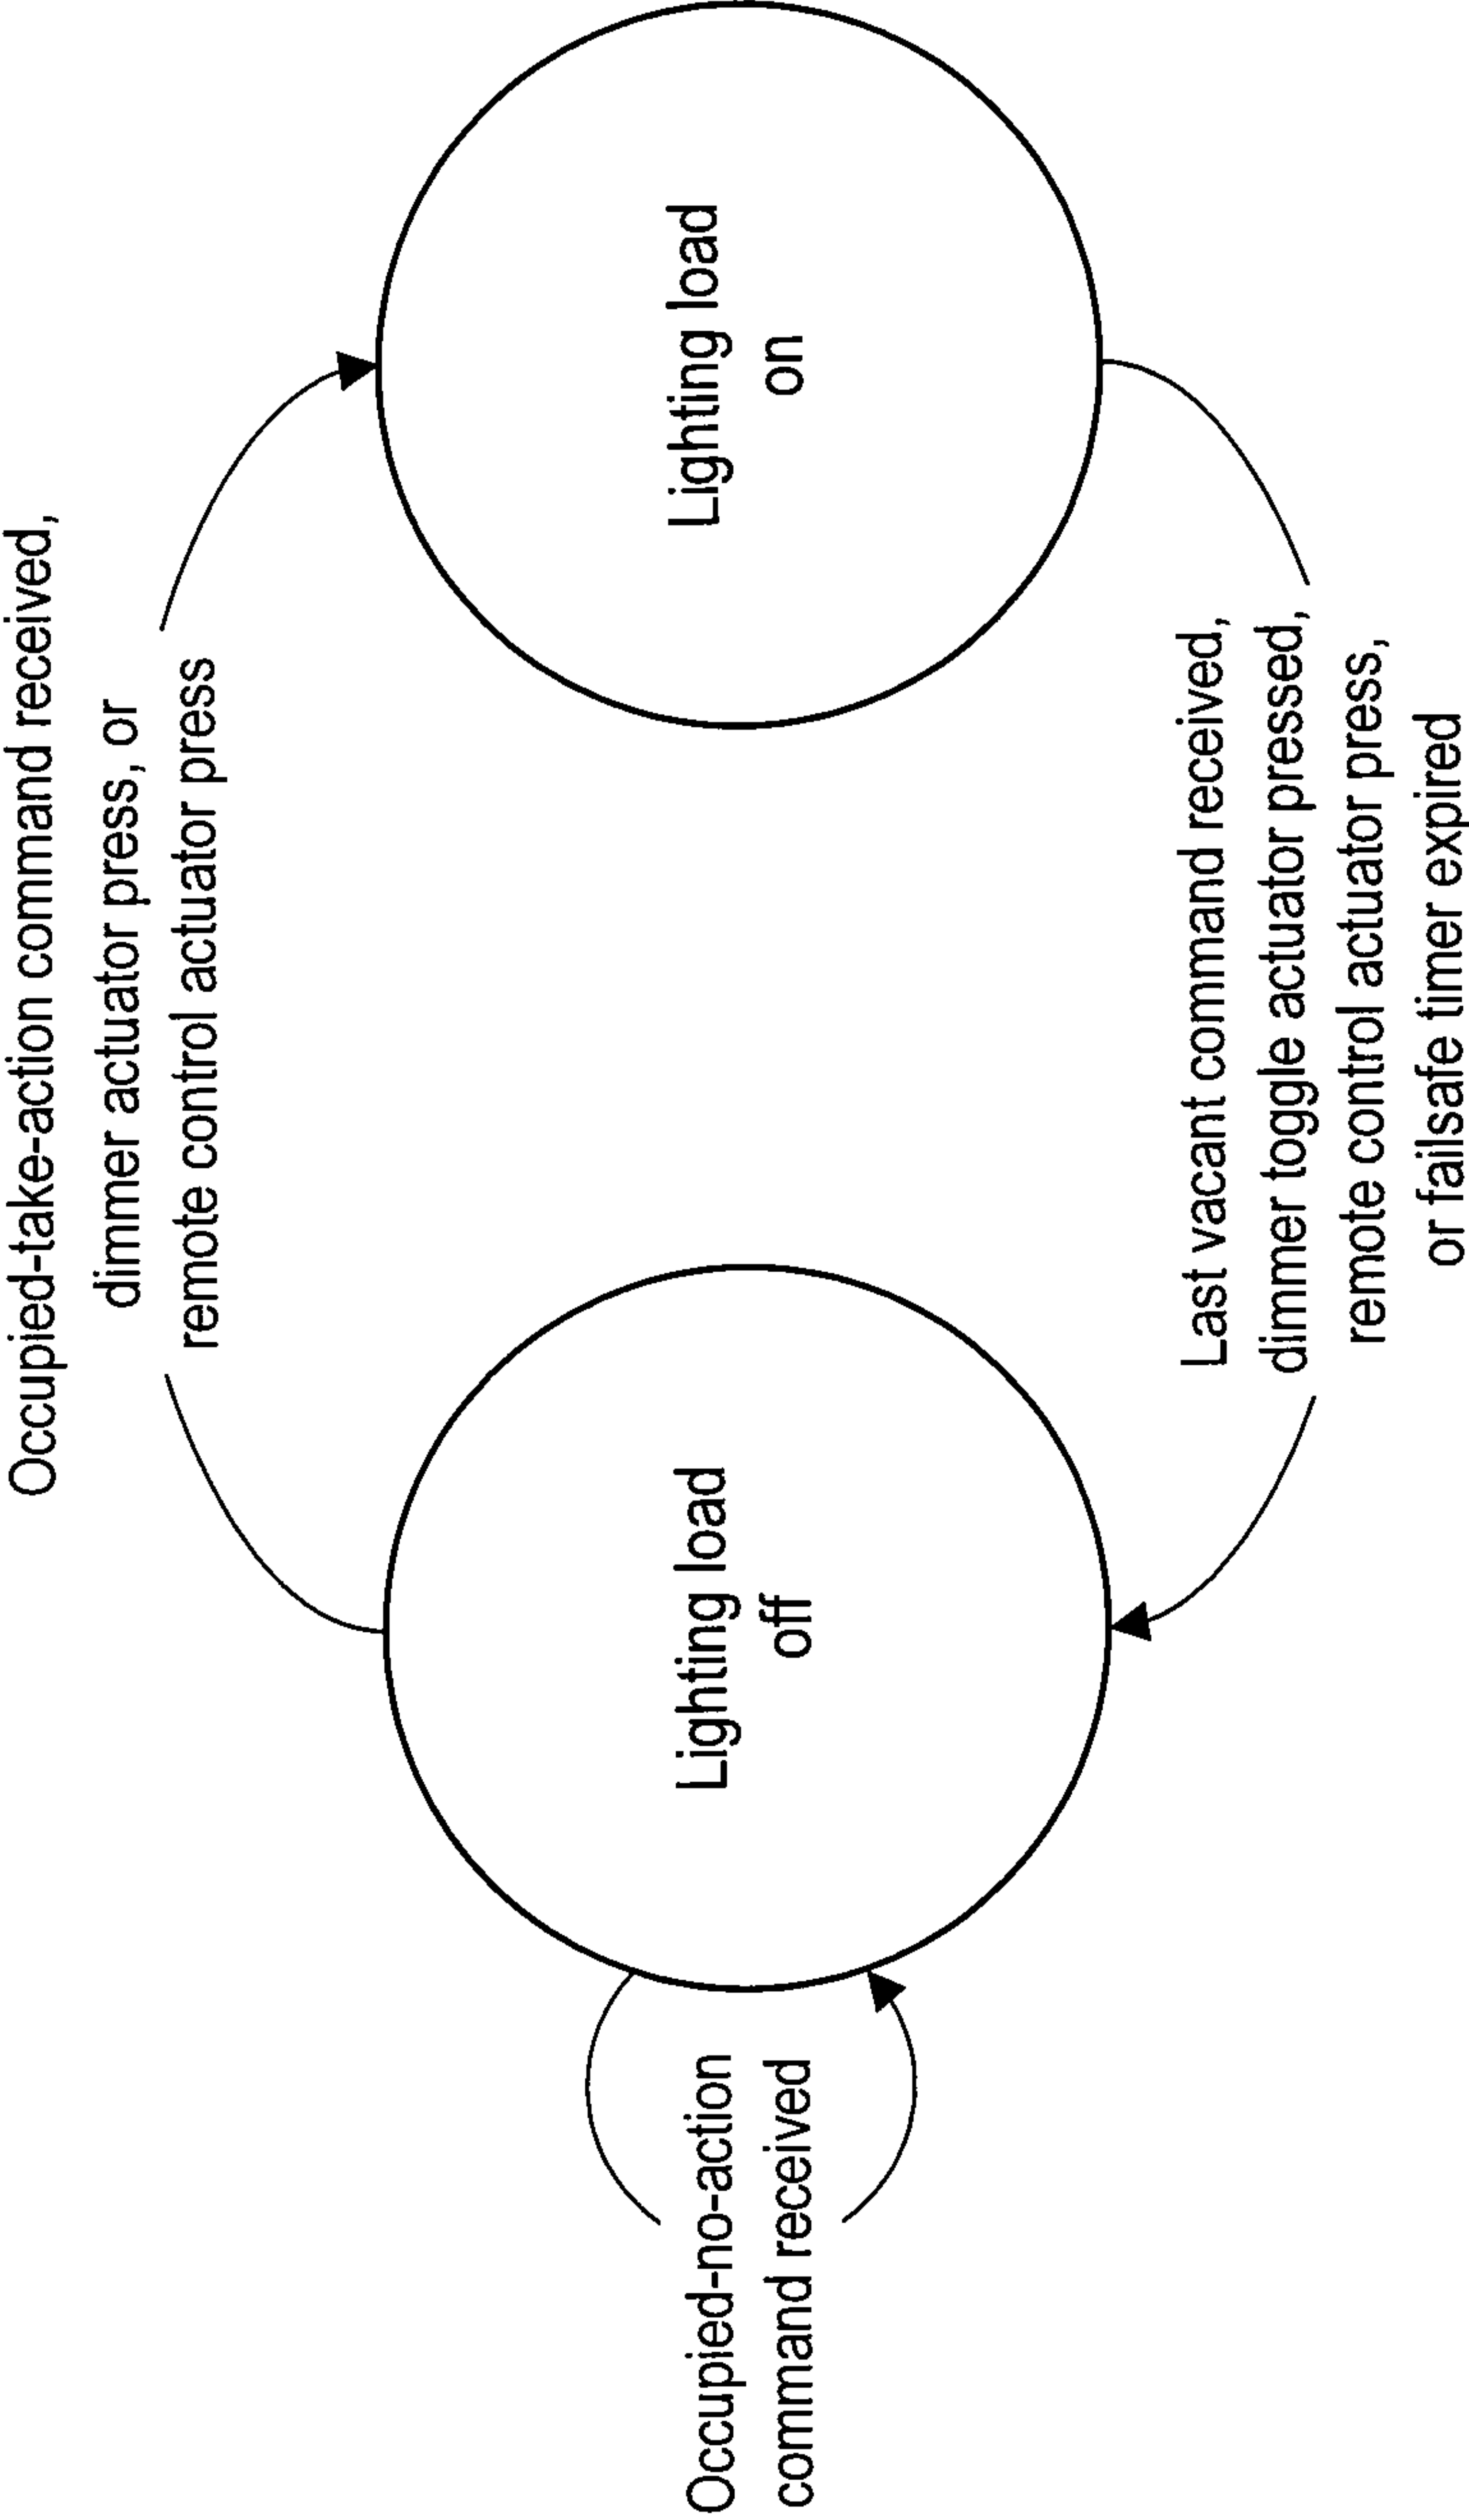 Occupied-take-action command received,
dimmer actuator press, or
remote control actuator press
Occupied-no-action
command received
Lighting load
off
Lighting load
on
Last vacant command received,
dimmer toggle actuator pressed,
remote control actuator press,
or failsafe timer expired